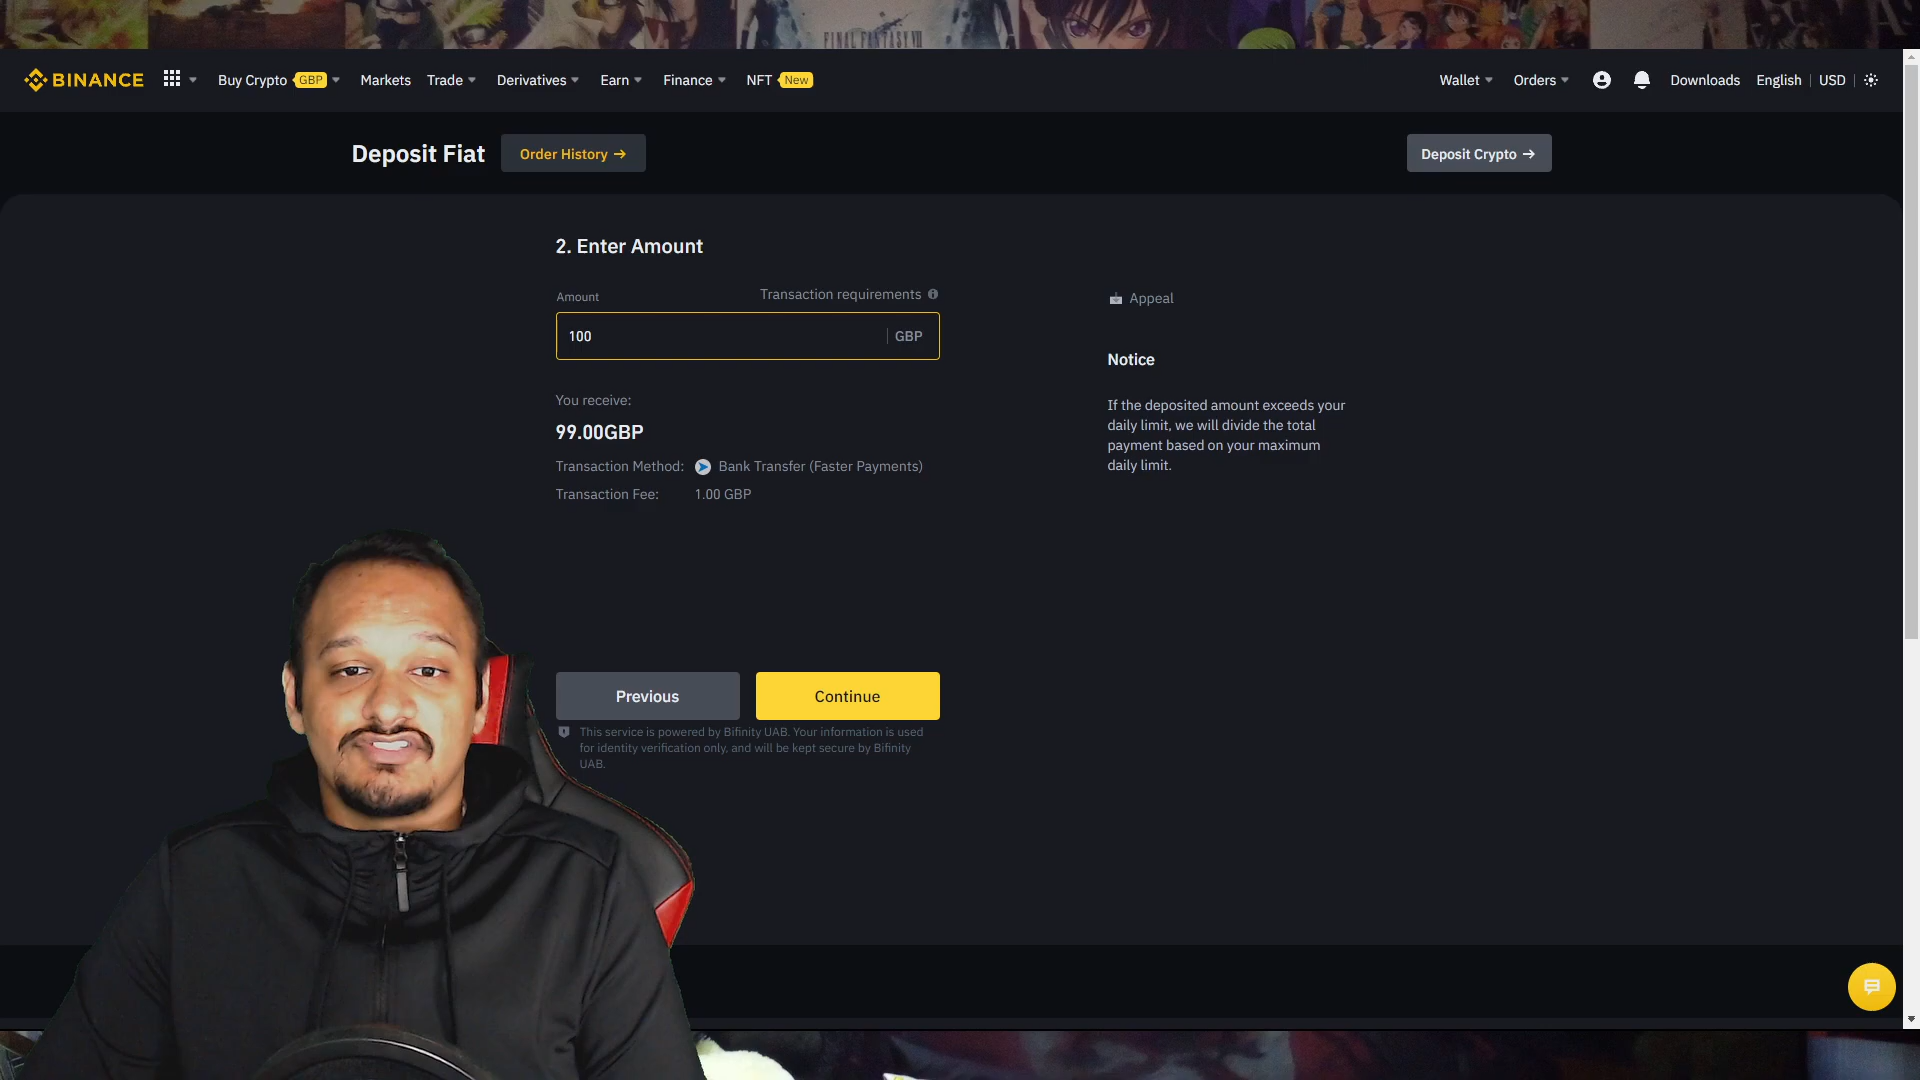 FINAL FANTASY VII
BINANCE
Buy Crypto GBP
Markets
Trade
Derivatives
Earn
Finance
NFT New
Wallet
Orders
Downloads
English
USD
Deposit Fiat
Order History →
Deposit Crypto →
2. Enter Amount
Amount
Transaction requirements
100
GBP
You receive:
99.00GBP
Transaction Method: Bank Transfer (Faster Payments)
Transaction Fee: 1.00 GBP
Appeal
Notice
If the deposited amount exceeds your
daily limit, we will divide the total
payment based on your maximum
daily limit.
Previous
Continue
This service is powered by Bifinity UAB. Your information is used
for identity verification only, and will be kept secure by Bifinity
UAB.